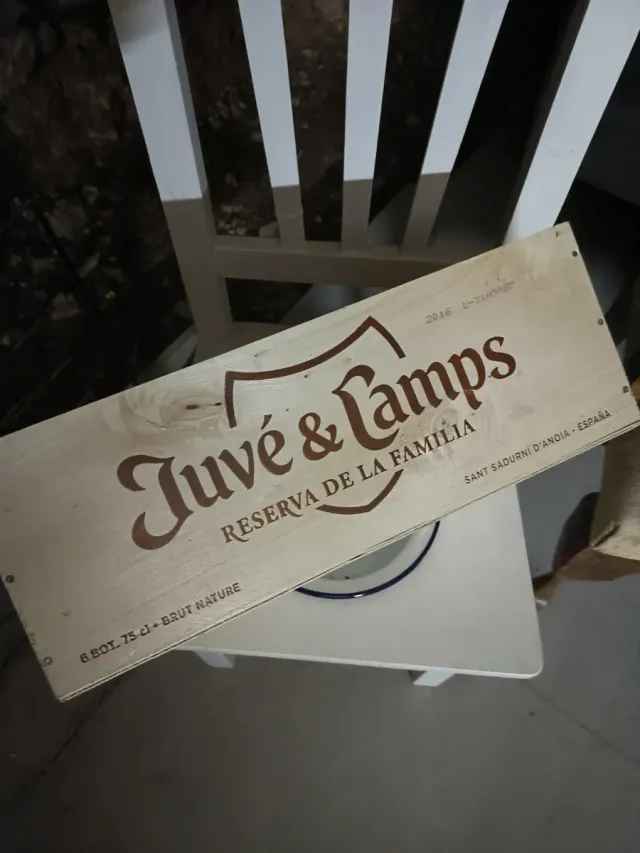 2016
Juvé & Camps
RESERVA DE LA FAMILIA
SANT SADURNÍ D'ANOIA - ESPAÑA
6 BOT. 75 cl • BRUT NATURE